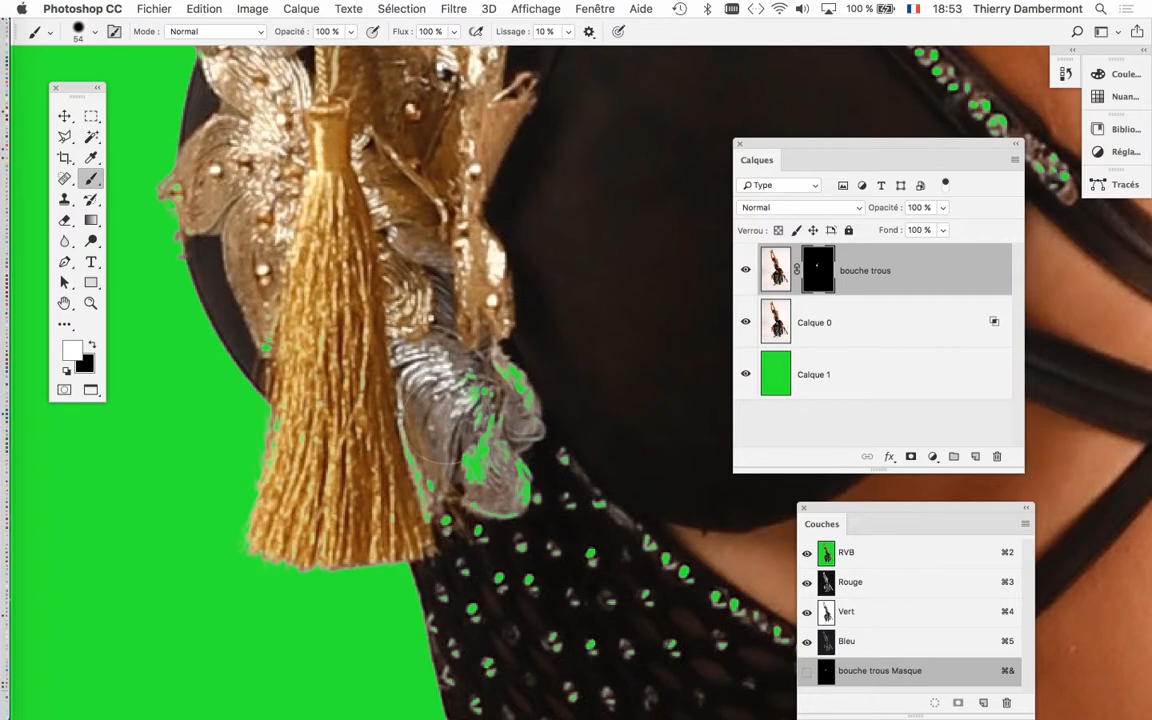 Photoshop CC Fichier Edition Image Calque Texte Sélection Filtre 3D Affichage Fenêtre Aide 100 % 18:53 Thierry Dambermont
54 Mode : Normal Opacité : 100 % Flux : 100 % Lissage : 10 %
Coule...
Nuan...
Biblio...
Régla...
Tracés
Calques
Type
Normal Opacité : 100 %
Verrou : Fond : 100 %
bouche trous
Calque 0
Calque 1
fx
Couches
RVB ⌘2
Rouge ⌘3
Vert ⌘4
Bleu ⌘5
bouche trous Masque ⌘&